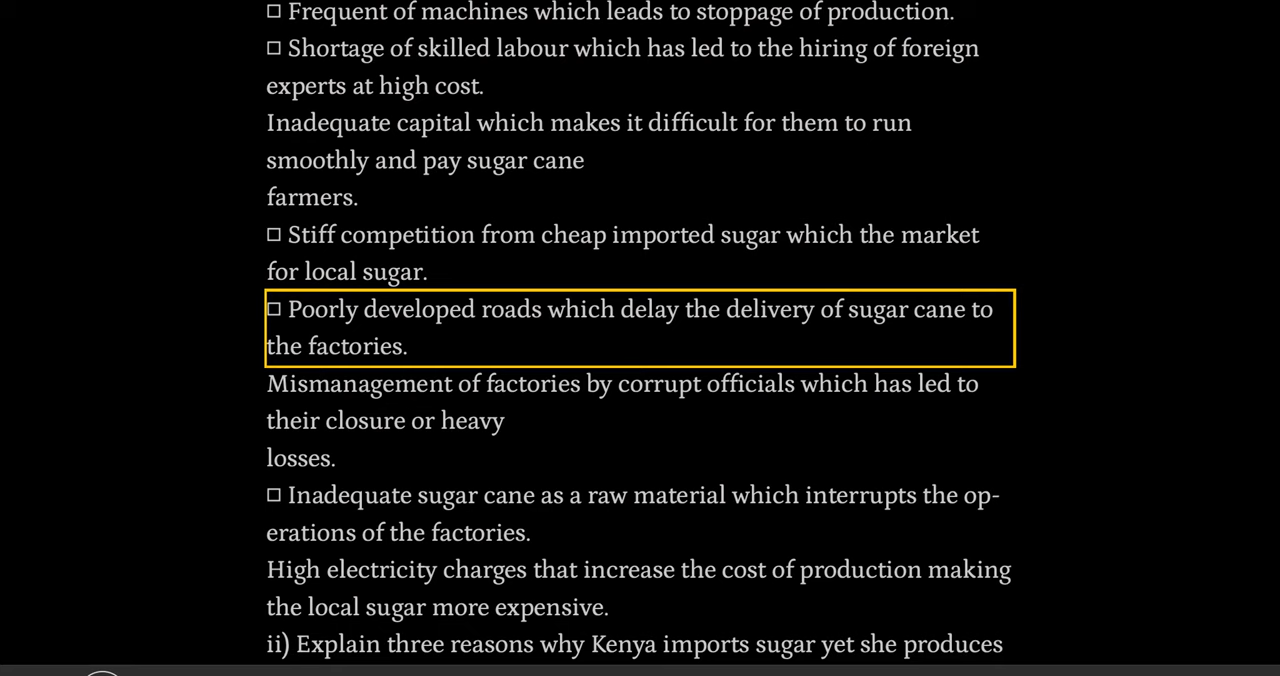 □ Frequent of machines which leads to stoppage of production.
□ Shortage of skilled labour which has led to the hiring of foreign
experts at high cost.
Inadequate capital which makes it difficult for them to run
smoothly and pay sugar cane
farmers.
□ Stiff competition from cheap imported sugar which the market
for local sugar.
□ Poorly developed roads which delay the delivery of sugar cane to
the factories.
Mismanagement of factories by corrupt officials which has led to
their closure or heavy
losses.
□ Inadequate sugar cane as a raw material which interrupts the op-
erations of the factories.
High electricity charges that increase the cost of production making
the local sugar more expensive.
ii) Explain three reasons why Kenya imports sugar yet she produces